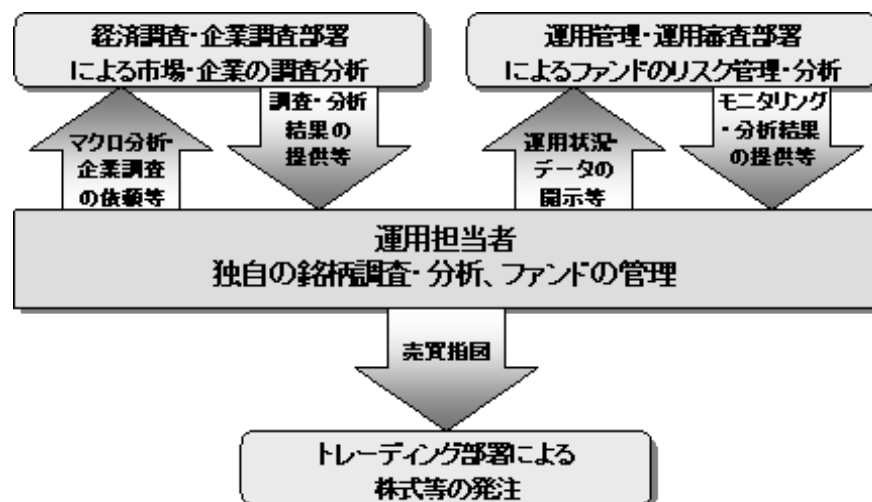 経済調査・企業調査部署
による市場・企業の調査分析
運用管理・運用審査部署
によるファンドのリスク管理・分析
マクロ分析・
企業調査
の依頼等
調査・分析
結果の
提供等
運用状況・
データの
開示等
モニタリング
・分析結果
の提供等
運用担当者
独自の銘柄調査・分析、ファンドの管理
売買指図
トレーディング部署による
株式等の発注